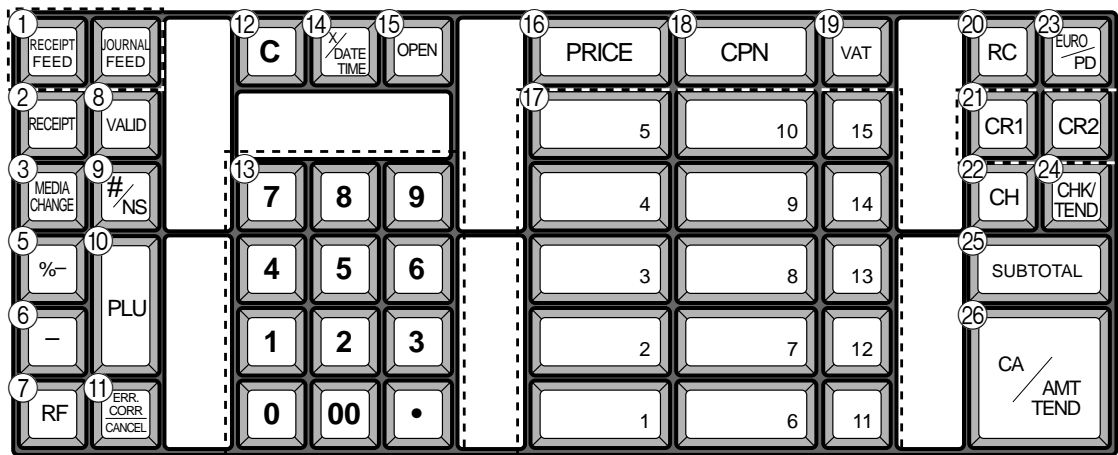 ① ⑫ ⑭ ⑮ ⑯ ⑱ ⑲ ⑳ ㉓
RECEIPT FEED JOURNAL FEED C X/DATE TIME OPEN PRICE CPN VAT RC EURO/PD
② ⑧ ⑰ ㉑
RECEIPT VALID 5 10 15 CR1 CR2
③ ⑨ ⑬ ㉒ ㉔
MEDIA CHANGE #/NS 7 8 9 4 9 14 CH CHK/TEND
⑤ ⑩ ㉕
%− PLU 4 5 6 3 8 13 SUBTOTAL
⑥ ㉖
− 1 2 3 2 7 12 CA/AMT TEND
⑦ ⑪
RF ERR. CORR CANCEL 0 00 • 1 6 11